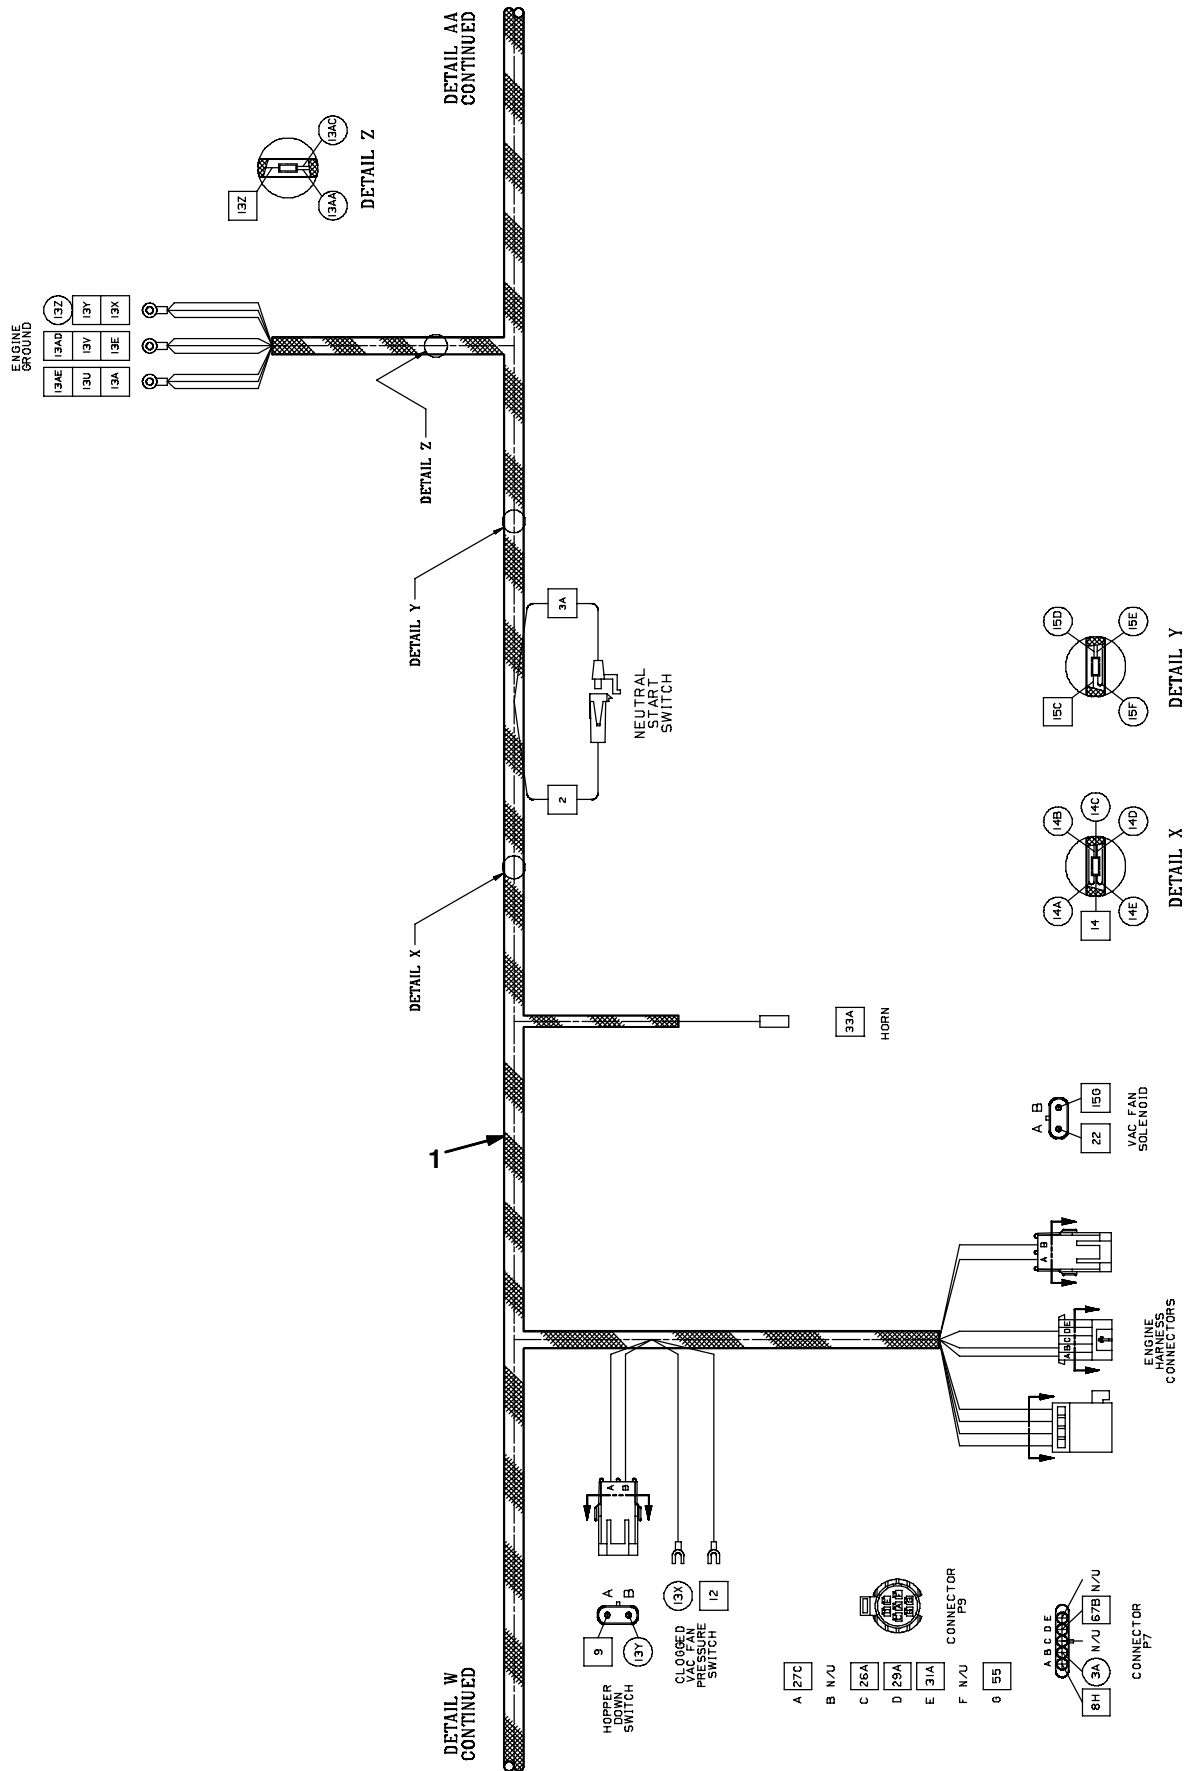 DETAIL AA
CONTINUED
13AC
13Z
13AA
DETAIL Z
ENGINE
GROUND
13Z
13Y
13X
13AD
13V
13E
13AE
13U
13A
DETAIL Z
DETAIL Y
3A
NEUTRAL
START
SWITCH
2
DETAIL X
15D
15E
15C
15F
DETAIL Y
14B
14C
14D
14A
14
14E
DETAIL X
33A
HORN
1
A B
22
15G
VAC FAN
SOLENOID
A B
A B C D E
ENGINE
HARNESS
CONNECTORS
A
B
A
B
9
13Y
HOPPER
DOWN
SWITCH
13X
12
CLOGGED
VAC FAN
PRESSURE
SWITCH
CONNECTOR
P9
A 27C
B N/U
C 26A
D 29A
E 31A
F N/U
G 55
A B C D E
8H
3A
N/U
67B
N/U
CONNECTOR
P7
DETAIL W
CONTINUED